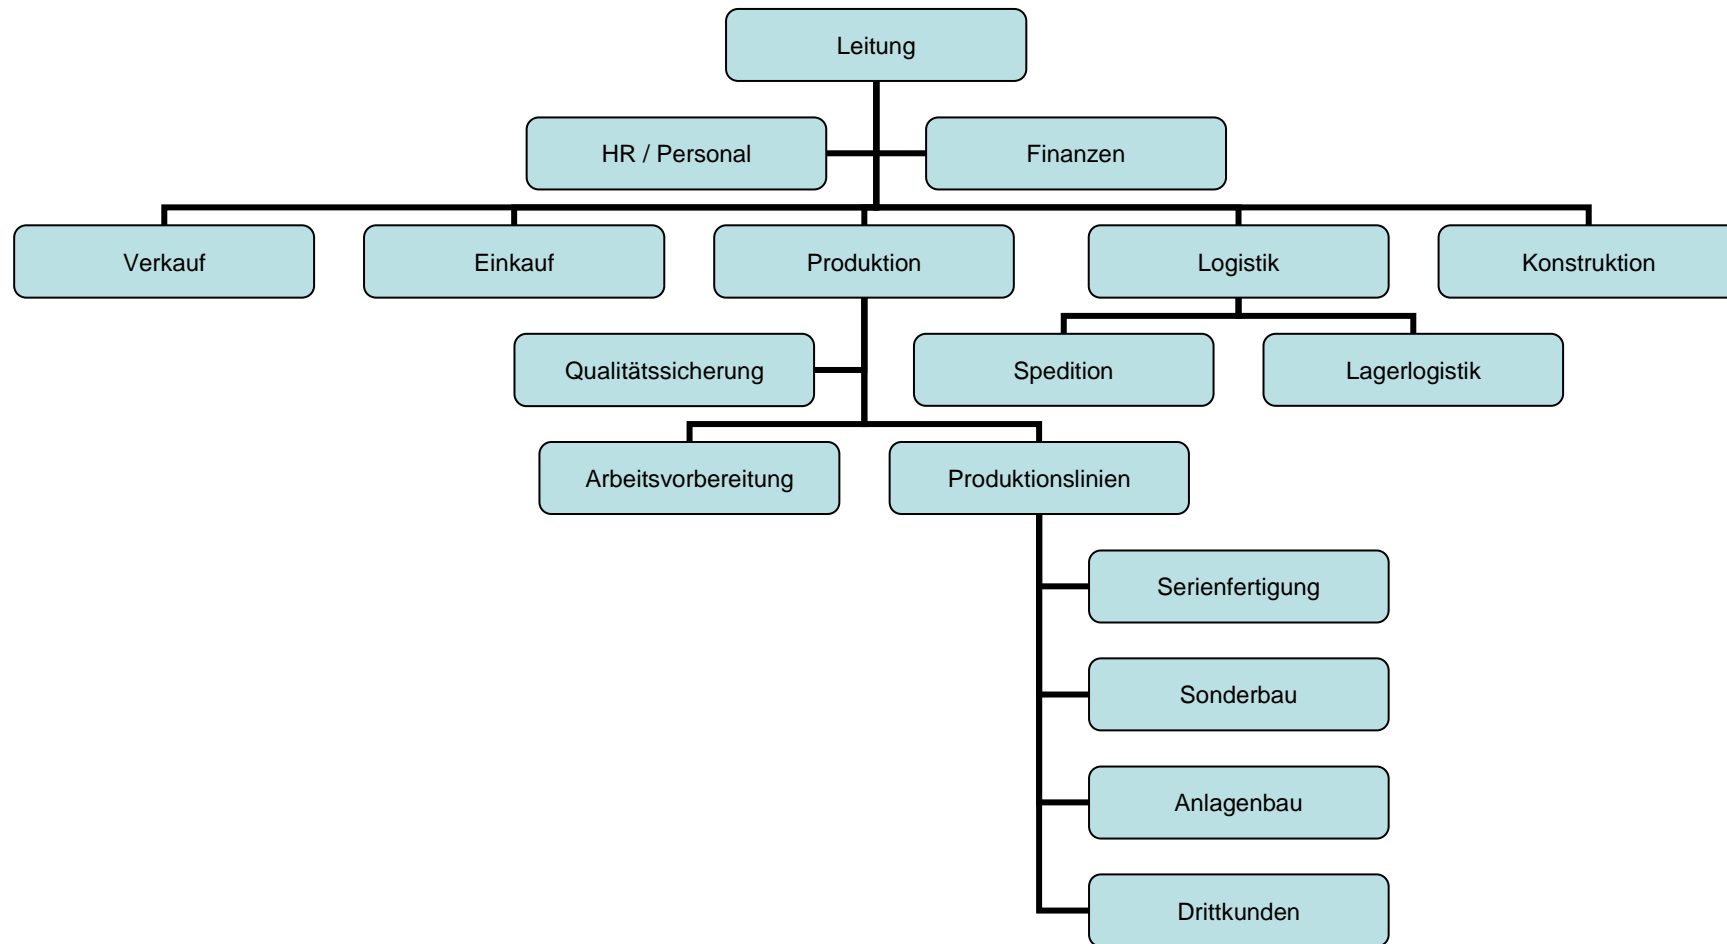 Leitung
HR / Personal
Finanzen
Verkauf
Einkauf
Produktion
Logistik
Konstruktion
Qualitätssicherung
Spedition
Lagerlogistik
Arbeitsvorbereitung
Produktionslinien
Serienfertigung
Sonderbau
Anlagenbau
Drittkunden